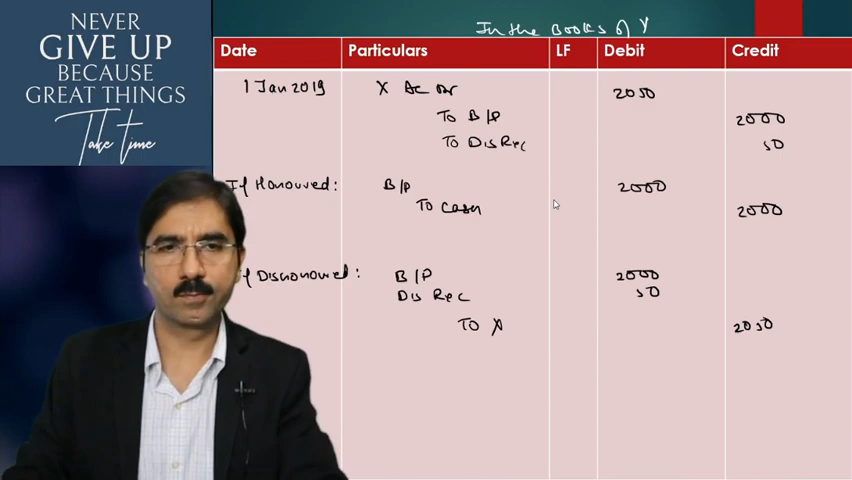 NEVER
GIVE UP
BECAUSE
GREAT THINGS
Take time
In the Books of Y
Date Particulars LF Debit Credit
1 Jan 2019 X Ac Dr 2050
To B/P 2000
To Dis Rec 50
If Honoured: B/P 2000
To Cash 2000
If Dishonoured: B/P 2000
Dis Rec 50
To X 2050